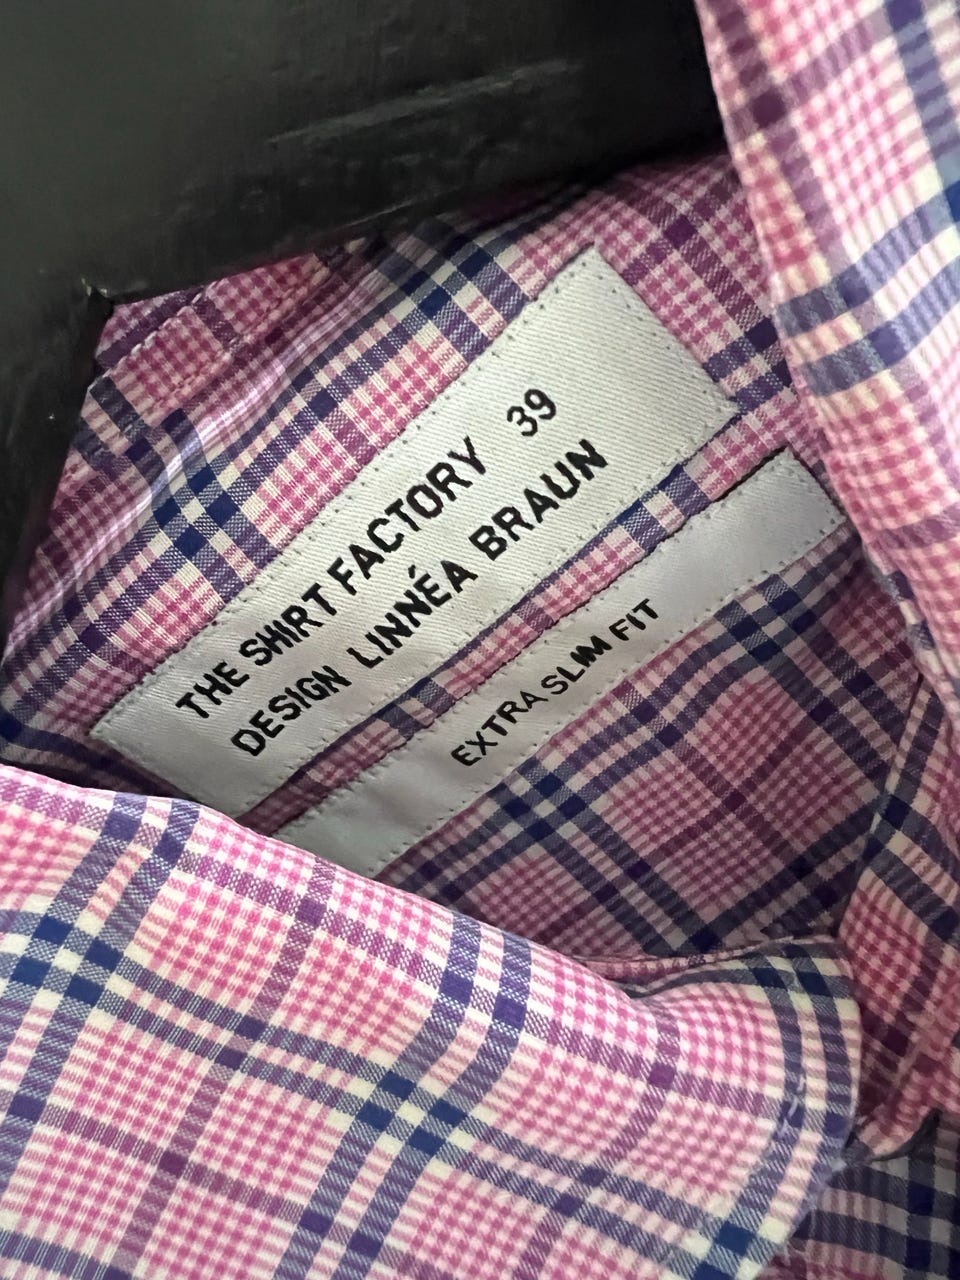 THE SHIRT FACTORY 39
DESIGN LINNÉA BRAUN
EXTRA SLIM FIT